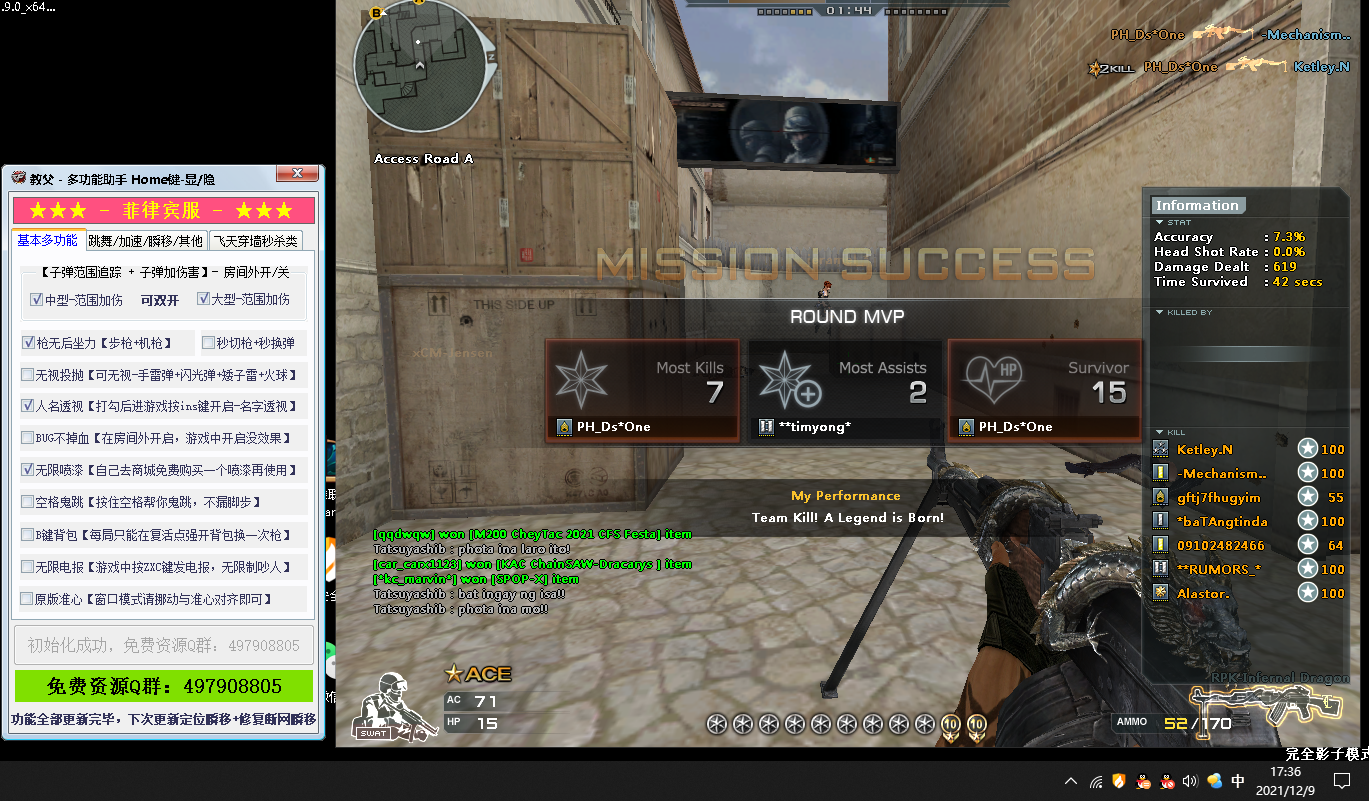 .9.0_x64...
教父 - 多功能助手 Home键-显/隐
★★★ - 菲律宾服 - ★★★
基本多功能 跳舞/加速/瞬移/其他 飞天穿墙秒杀类
【子弹范围追踪 + 子弹加伤害】- 房间外开/关
中型-范围加伤 可双开 大型-范围加伤
枪无后坐力【步枪+机枪】 秒切枪+秒换弹
无视投抛【可无视-手雷弹+闪光弹+矮子雷+火球】
人名透视【打勾后进游戏按ins键开启-名字透视】
BUG不掉血【在房间外开启，游戏中开启没效果】
无限喷漆【自己去商城免费购买一个喷漆再使用】
空格鬼跳【按住空格帮你鬼跳，不漏脚步】
B键背包【每局只能在复活点强开背包换一次枪】
无限电报【游戏中按ZXC键发电报，无限制吵人】
原版准心【窗口模式请挪动与准心对齐即可】
初始化成功，免费资源Q群：497908805
免费资源Q群：497908805
功能全部更新完毕，下次更新定位瞬移+修复断网瞬移
B
Access Road A
01:44
PH_Ds*One -Mechanism..
2KILL PH_Ds*One Ketley.N
THIS SIDE UP
MISSION SUCCESS
ROUND MVP
xGM-Jensen
Most Kills
7
PH_Ds*One
Most Assists
2
**timyong*
Survivor
15
PH_Ds*One
HP
My Performance
Team Kill! A Legend is Born!
[qqdwqw] won [M200 CheyTac 2021 CFS Festa] item
Tatsuyashib : phota ina laro ito!
[car_canx1123] won [KAC ChainSAW-Dracarys ] item
[*kc_marvin*] won [SPOP-X] item
Tatsuyashib : bat ingay ng isa!!
Tatsuyashib : phota ina mo!!
Information
STAT
Accuracy : 7.3%
Head Shot Rate : 0.0%
Damage Dealt : 619
Time Survived : 42 secs
KILLED BY
KILL
Ketley.N 100
-Mechanism.. 100
gftj7fhugyim 55
*baTAngtinda 100
09102482466 64
**RUMORS_* 100
Alastor. 100
RPK-Infernal Dragon
ACE
AC 71
HP 15
SWAT
10 10
AMMO 52/170
完全影子模式
中
17:36
2021/12/9